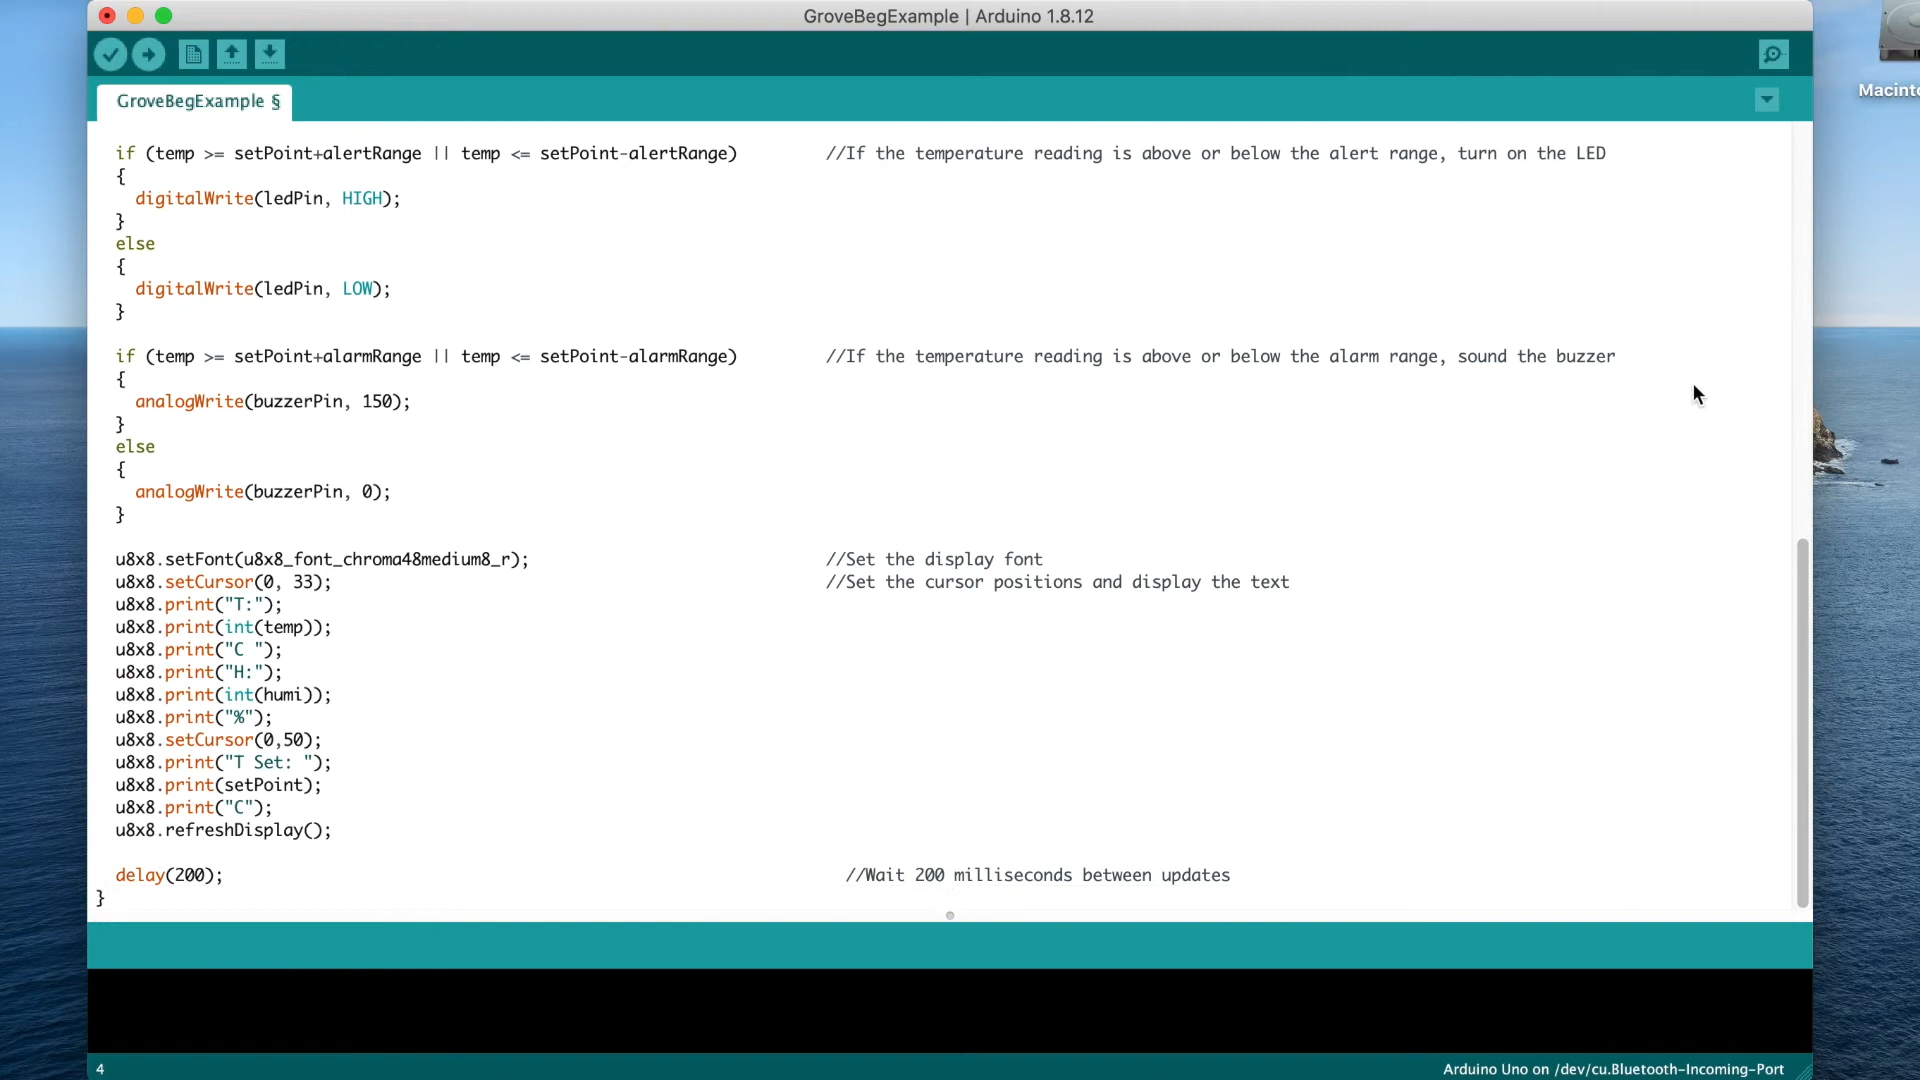 GroveBegExample | Arduino 1.8.12
Macinto
GroveBegExample §
if (temp >= setPoint+alertRange || temp <= setPoint-alertRange) //If the temperature reading is above or below the alert range, turn on the LED
{
digitalWrite(ledPin, HIGH);
}
else
{
digitalWrite(ledPin, LOW);
}
if (temp >= setPoint+alarmRange || temp <= setPoint-alarmRange) //If the temperature reading is above or below the alarm range, sound the buzzer
{
analogWrite(buzzerPin, 150);
}
else
{
analogWrite(buzzerPin, 0);
}
u8x8.setFont(u8x8_font_chroma48medium8_r); //Set the display font
u8x8.setCursor(0, 33); //Set the cursor positions and display the text
u8x8.print("T:");
u8x8.print(int(temp));
u8x8.print("C ");
u8x8.print("H:");
u8x8.print(int(humi));
u8x8.print("%");
u8x8.setCursor(0,50);
u8x8.print("T Set: ");
u8x8.print(setPoint);
u8x8.print("C");
u8x8.refreshDisplay();
delay(200); //Wait 200 milliseconds between updates
}
4
Arduino Uno on /dev/cu.Bluetooth-Incoming-Port